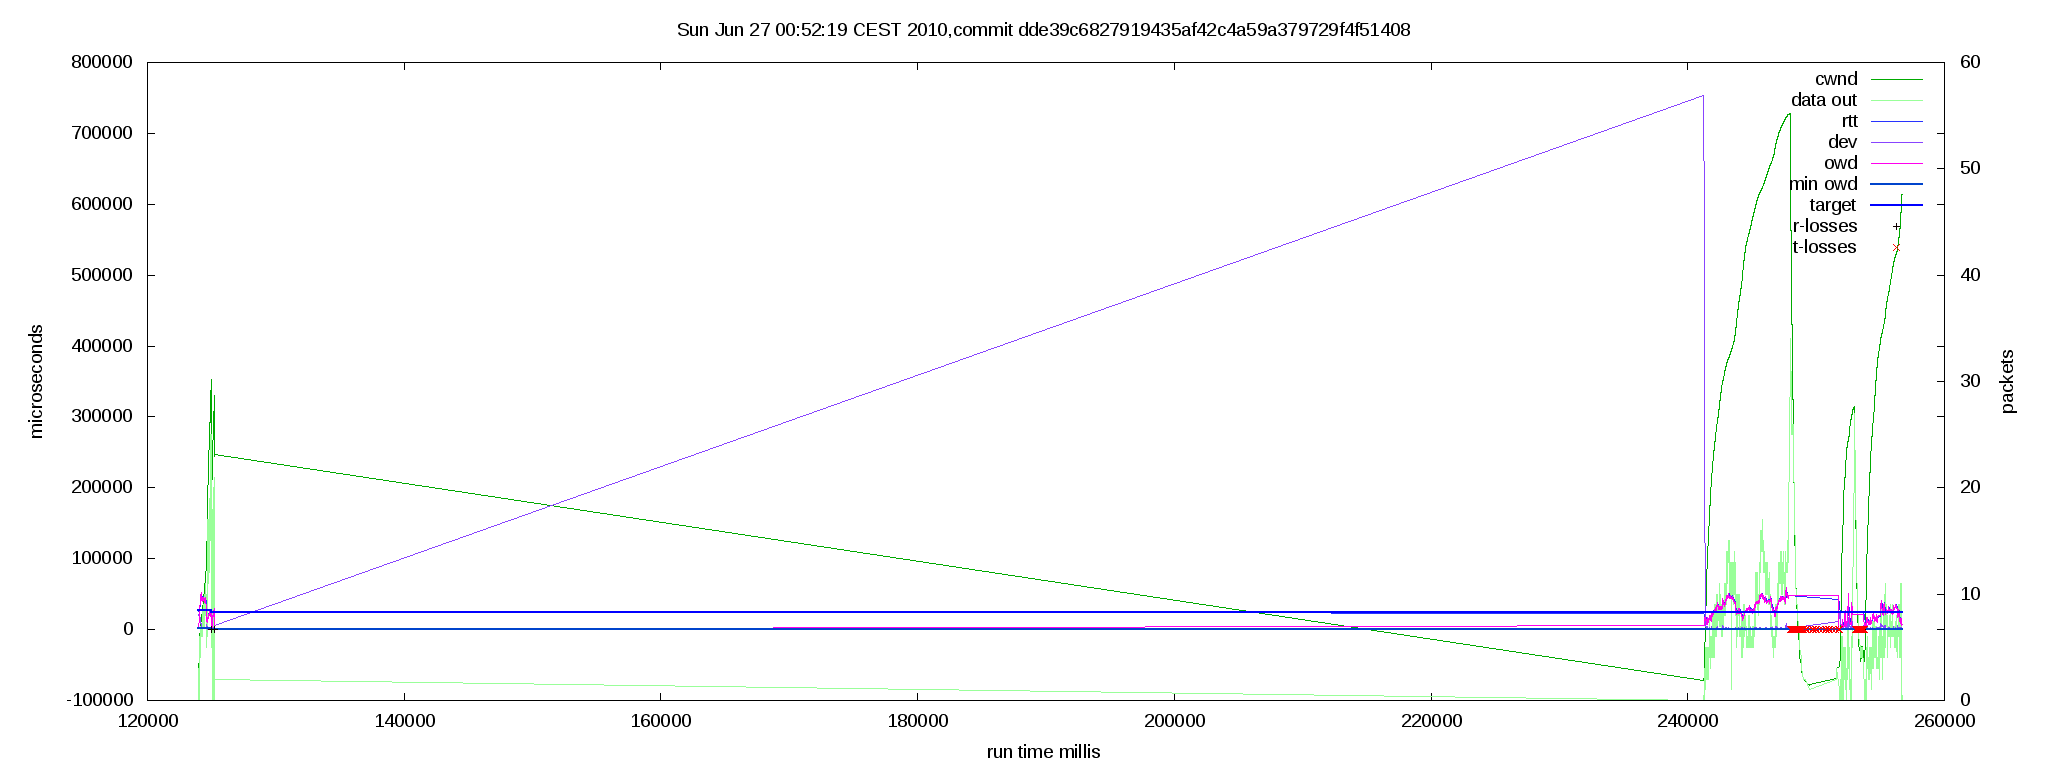 Sun Jun 27 00:52:19 CEST 2010,commit dde39c6827919435af42c4a59a379729f4f51408
800000
700000
600000
500000
400000
300000
200000
100000
0
-100000
microseconds
60
50
40
30
20
10
0
packets
cwnd
data out
rtt
dev
owd
min owd
target
r-losses
t-losses
120000 140000 160000 180000 200000 220000 240000 260000
run time millis